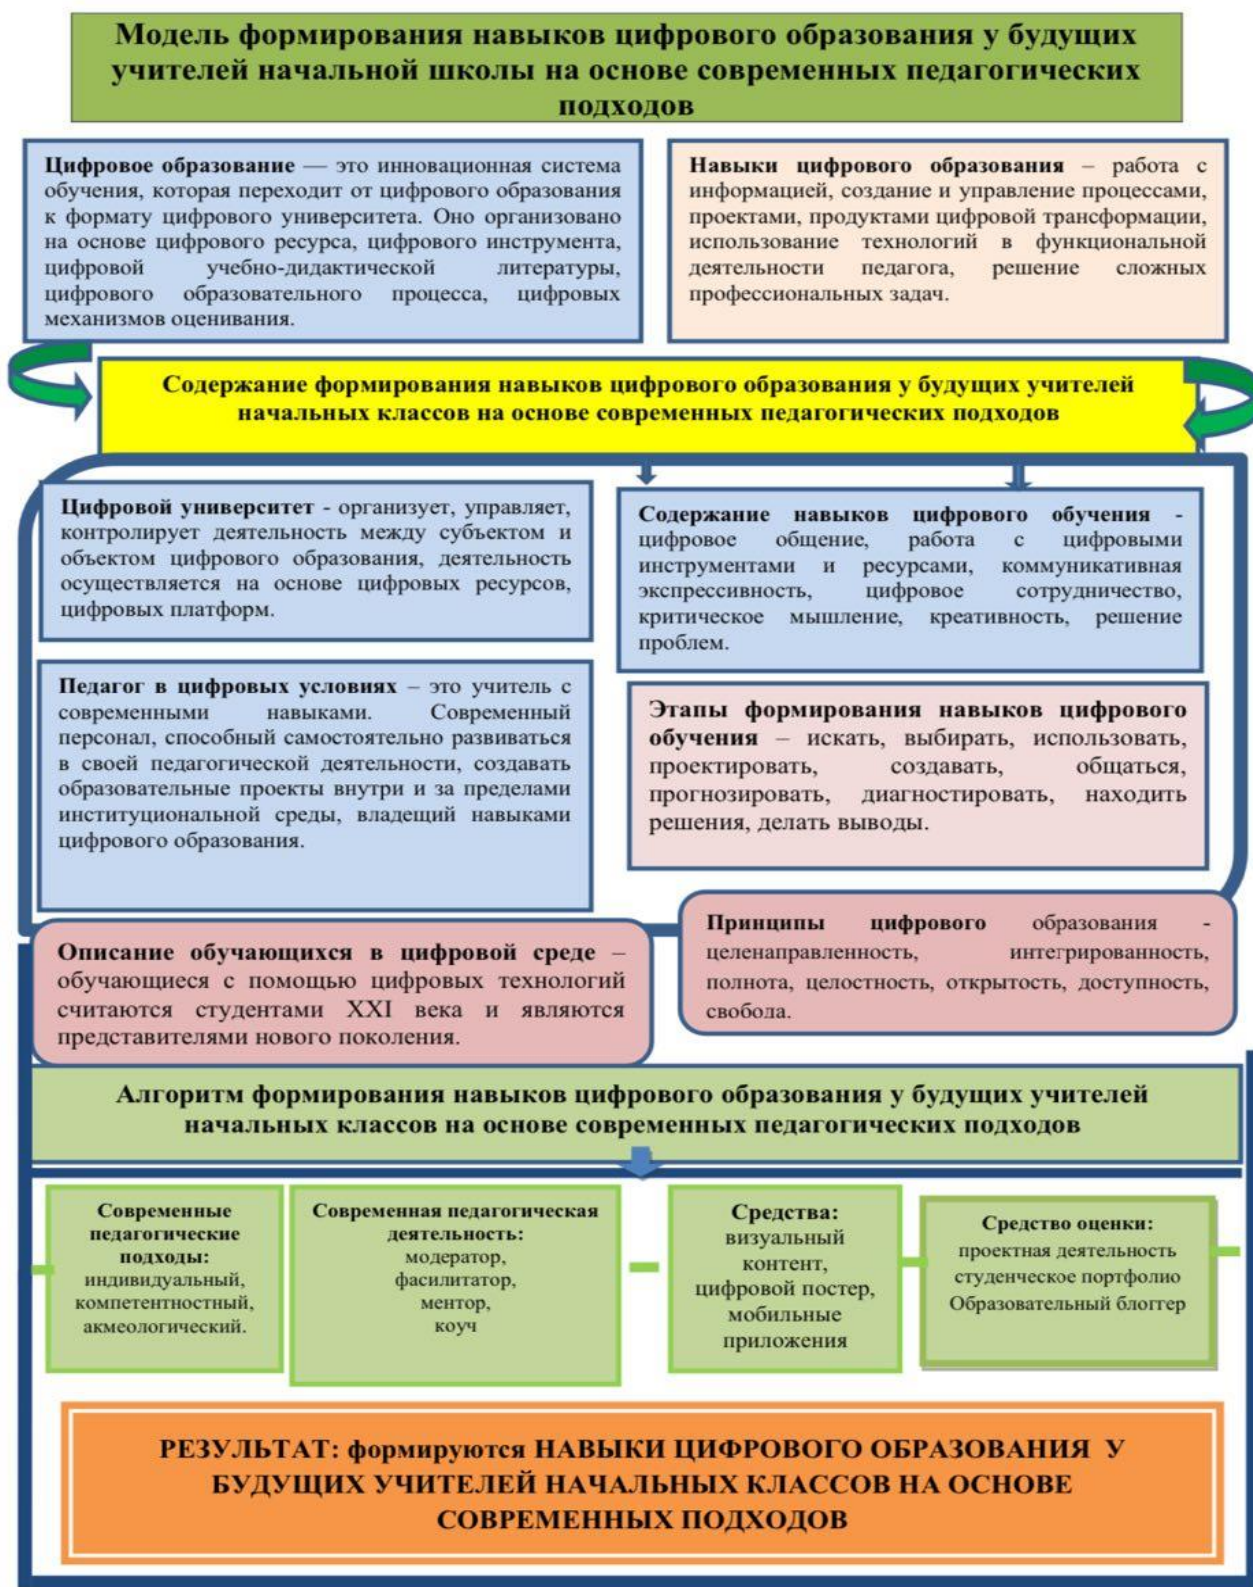 Модель формирования навыков цифрового образования у будущих
учителей начальной школы на основе современных педагогических
подходов
Цифровое образование — это инновационная система
обучения, которая переходит от цифрового образования
к формату цифрового университета. Оно организовано
на основе цифрового ресурса, цифрового инструмента,
цифровой учебно-дидактической литературы,
цифрового образовательного процесса, цифровых
механизмов оценивания.
Навыки цифрового образования – работа с
информацией, создание и управление процессами,
проектами, продуктами цифровой трансформации,
использование технологий в функциональной
деятельности педагога, решение сложных
профессиональных задач.
Содержание формирования навыков цифрового образования у будущих учителей
начальных классов на основе современных педагогических подходов
Цифровой университет - организует, управляет,
контролирует деятельность между субъектом и
объектом цифрового образования, деятельность
осуществляется на основе цифровых ресурсов,
цифровых платформ.
Содержание навыков цифрового обучения -
цифровое общение, работа с цифровыми
инструментами и ресурсами, коммуникативная
экспрессивность, цифровое сотрудничество,
критическое мышление, креативность, решение
проблем.
Педагог в цифровых условиях – это учитель с
современными навыками. Современный
персонал, способный самостоятельно развиваться
в своей педагогической деятельности, создавать
образовательные проекты внутри и за пределами
институциональной среды, владещий навыками
цифрового образования.
Этапы формирования навыков цифрового
обучения – искать, выбирать, использовать,
проектировать, создавать, общаться,
прогнозировать, диагностировать, находить
решения, делать выводы.
Описание обучающихся в цифровой среде –
обучающиеся с помощью цифровых технологий
считаются студентами XXI века и являются
представителями нового поколения.
Принципы цифрового образования -
целенаправленность, интегрированность,
полнота, целостность, открытость, доступность,
свобода.
Алгоритм формирования навыков цифрового образования у будущих учителей
начальных классов на основе современных педагогических подходов
Современные
педагогические
подходы:
индивидуальный,
компетентностный,
акмеологический.
Современная педагогическая
деятельность:
модератор,
фасилитатор,
ментор,
коуч
Средства:
визуальный
контент,
цифровой постер,
мобильные
приложения
Средство оценки:
проектная деятельность
студенческое портфолио
Образовательный блоггер
РЕЗУЛЬТАТ: формируются НАВЫКИ ЦИФРОВОГО ОБРАЗОВАНИЯ У
БУДУЩИХ УЧИТЕЛЕЙ НАЧАЛЬНЫХ КЛАССОВ НА ОСНОВЕ
СОВРЕМЕННЫХ ПОДХОДОВ